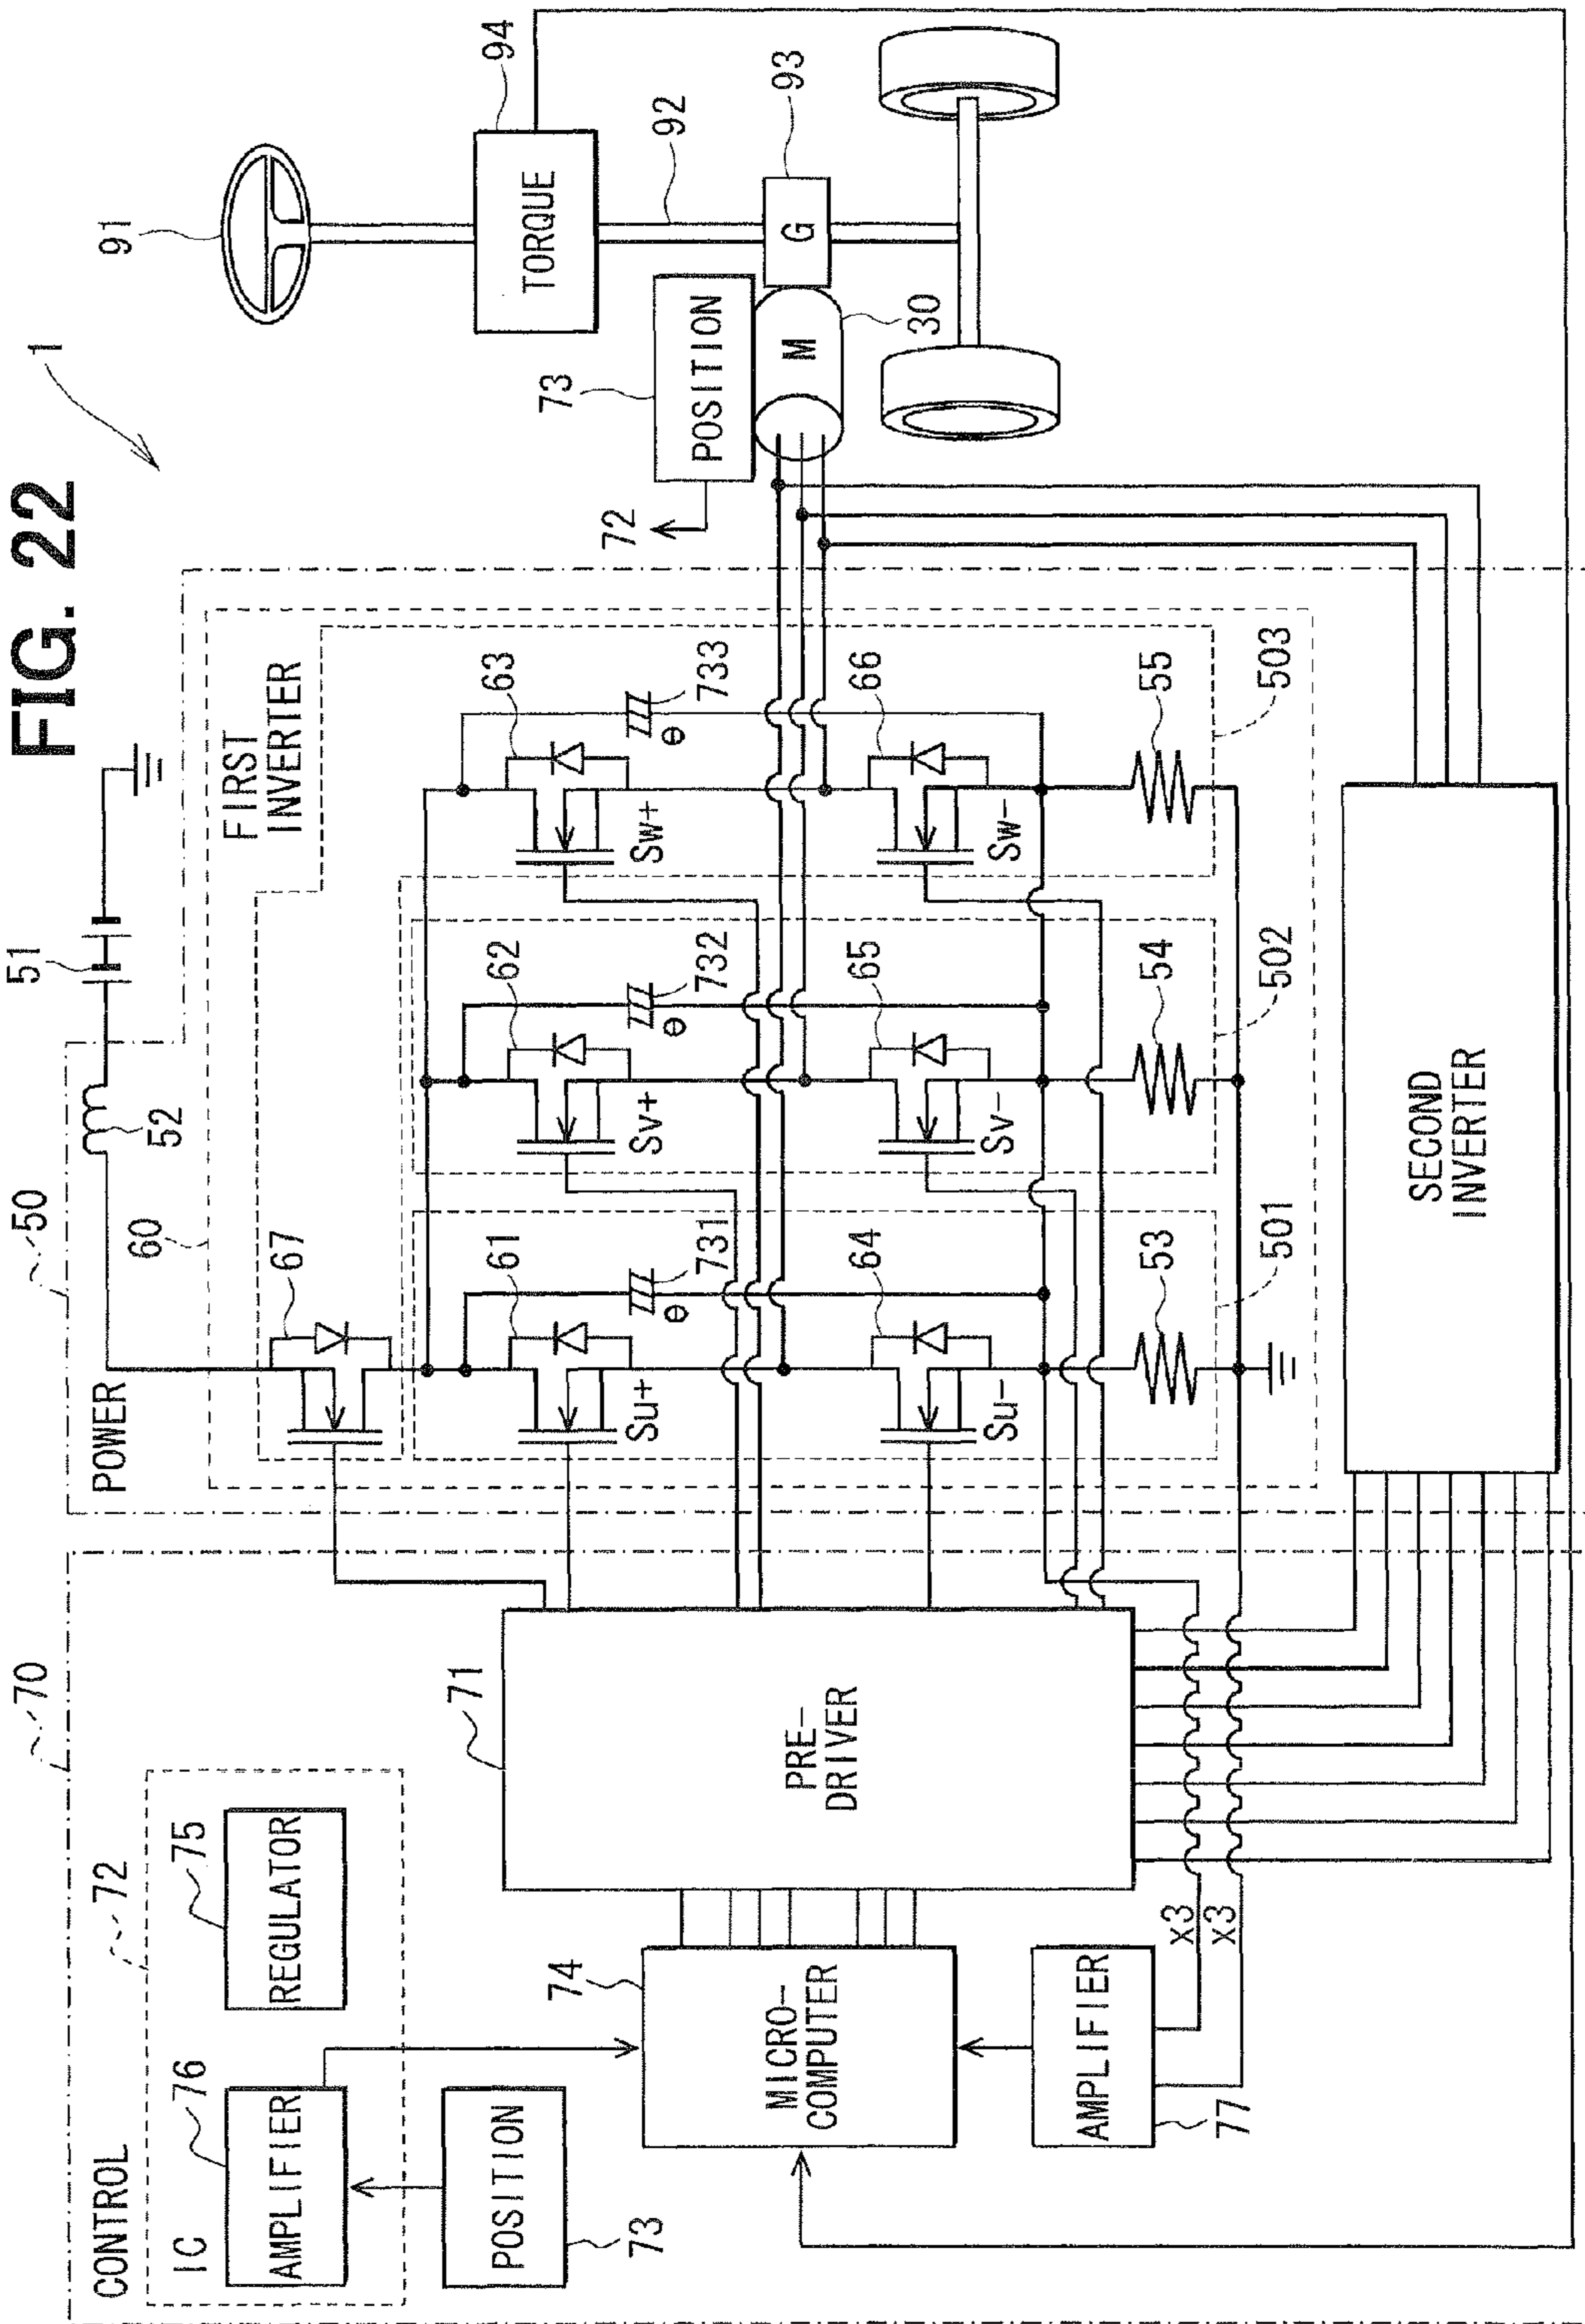 FIG. 22
1
70
CONTROL
72
IC
76
AMPLIFIER
75
REGULATOR
POSITION
73
74
MICRO-
COMPUTER
AMPLIFIER
77
x3
x3
71
PRE-
DRIVER
50
POWER
52
51
60
FIRST
INVERTER
67
61
Su+
731
θ
64
Su-
53
501
62
Sv+
732
θ
65
Sv-
54
502
63
Sw+
733
θ
66
Sw-
55
503
SECOND
INVERTER
91
94
TORQUE
92
93
G
73
POSITION
72
M
30